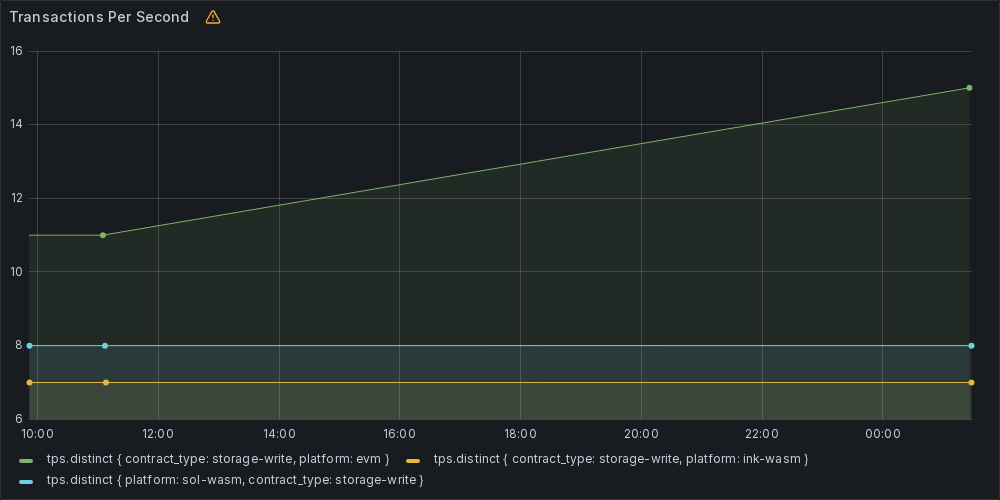 Transactions Per Second
16
14
12
10
8
6
10:00 12:00 14:00 16:00 18:00 20:00 22:00 00:00
tps.distinct { contract_type: storage-write, platform: evm } tps.distinct { contract_type: storage-write, platform: ink-wasm }
tps.distinct { platform: sol-wasm, contract_type: storage-write }